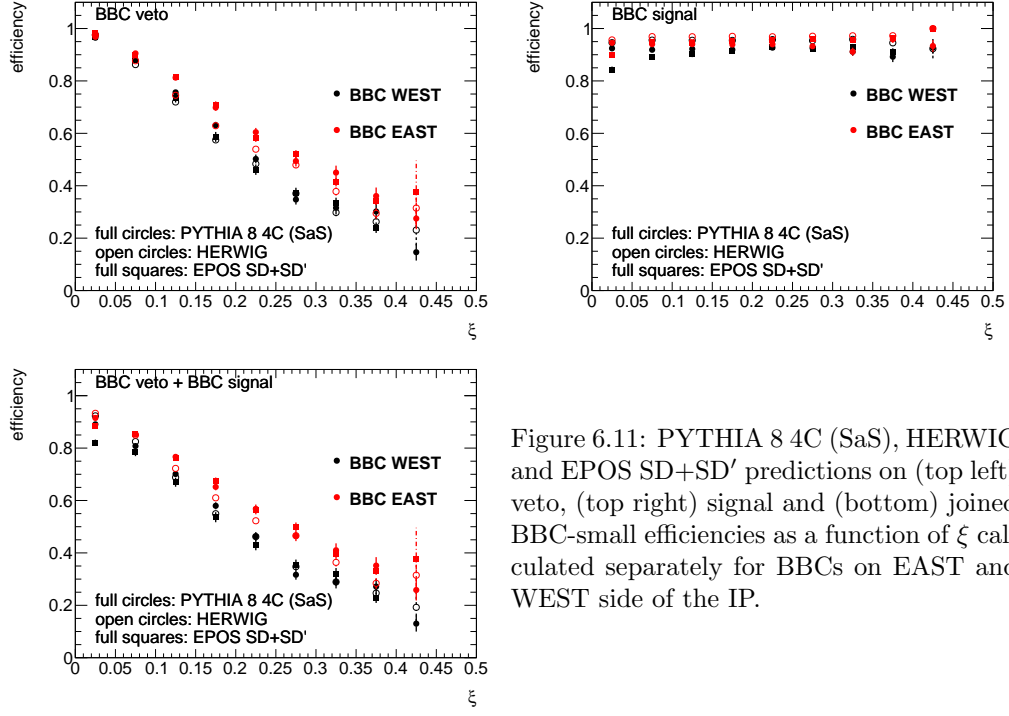 BBC veto
efficiency
1
0.8
0.6
0.4
0.2
0
BBC WEST
BBC EAST
full circles: PYTHIA 8 4C (SaS)
open circles: HERWIG
full squares: EPOS SD+SD'
0 0.05 0.1 0.15 0.2 0.25 0.3 0.35 0.4 0.45 0.5
ξ
BBC signal
efficiency
1
0.8
0.6
0.4
0.2
0
BBC WEST
BBC EAST
full circles: PYTHIA 8 4C (SaS)
open circles: HERWIG
full squares: EPOS SD+SD'
0 0.05 0.1 0.15 0.2 0.25 0.3 0.35 0.4 0.45 0.5
ξ
BBC veto + BBC signal
efficiency
1
0.8
0.6
0.4
0.2
0
BBC WEST
BBC EAST
full circles: PYTHIA 8 4C (SaS)
open circles: HERWIG
full squares: EPOS SD+SD'
0 0.05 0.1 0.15 0.2 0.25 0.3 0.35 0.4 0.45 0.5
ξ
Figure 6.11: PYTHIA 8 4C (SaS), HERWIG
and EPOS SD+SD′ predictions on (top left)
veto, (top right) signal and (bottom) joined
BBC-small efficiencies as a function of ξ cal
culated separately for BBCs on EAST and
WEST side of the IP.